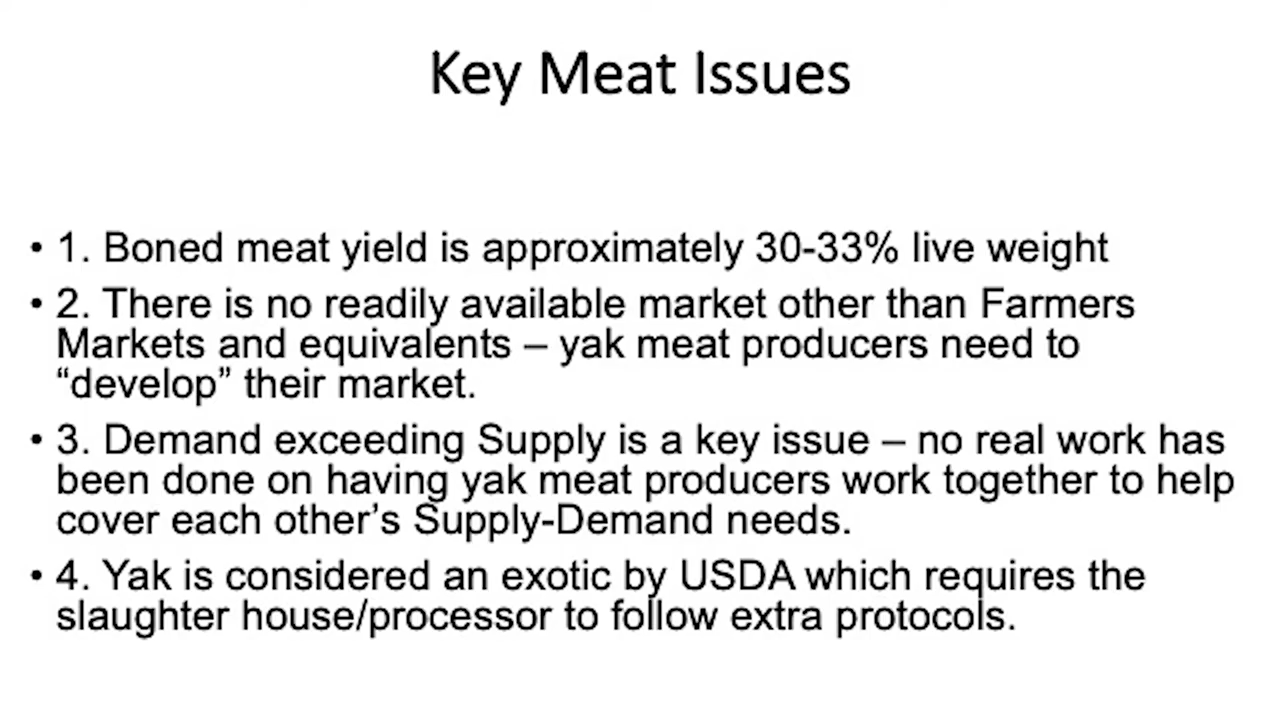 Key Meat Issues
• 1. Boned meat yield is approximately 30-33% live weight
• 2. There is no readily available market other than Farmers
Markets and equivalents – yak meat producers need to
“develop” their market.
• 3. Demand exceeding Supply is a key issue – no real work has
been done on having yak meat producers work together to help
cover each other’s Supply-Demand needs.
• 4. Yak is considered an exotic by USDA which requires the
slaughter house/processor to follow extra protocols.